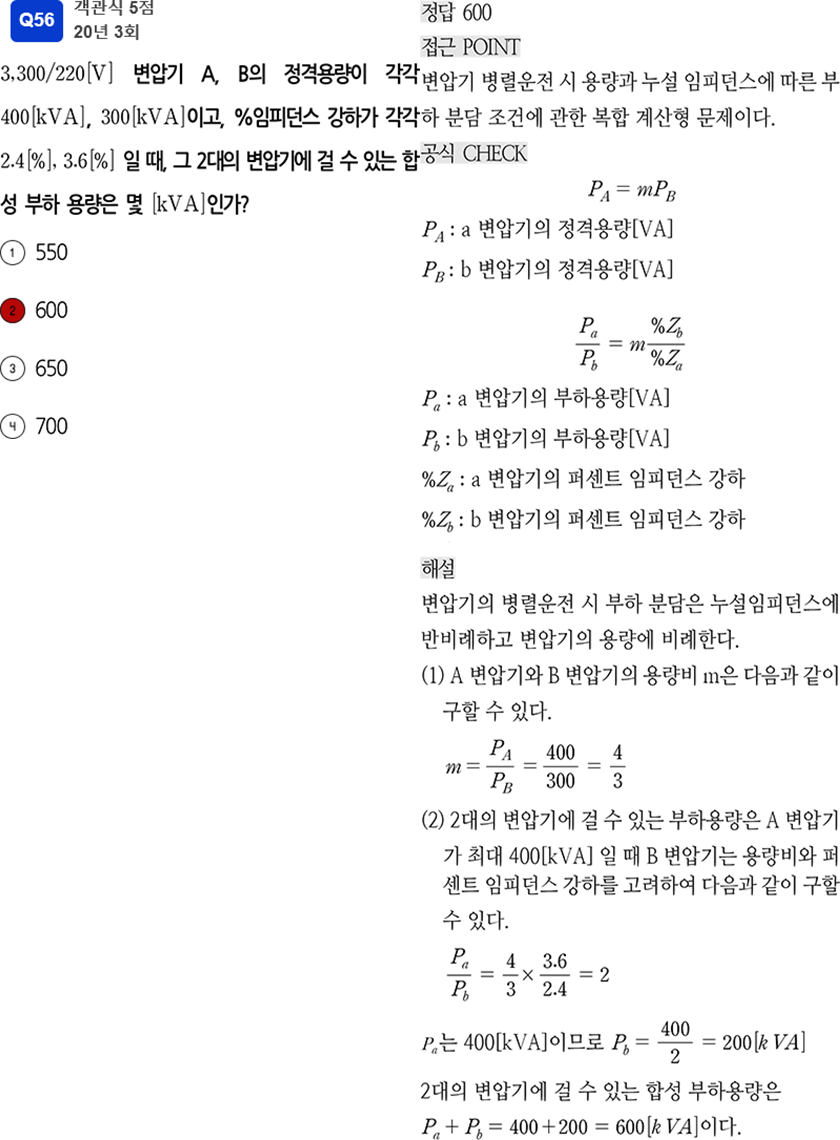 Q56
객관식 5점
20년 3회
3,300/220[V] 변압기 A, B의 정격용량이 각각
400[kVA], 300[kVA]이고, %임피던스 강하가 각각
2.4[%], 3.6[%] 일 때, 그 2대의 변압기에 걸 수 있는 합
성 부하 용량은 몇 [kVA]인가?
1 550
2 600
3 650
4 700
정답 600
접근 POINT
변압기 병렬운전 시 용량과 누설 임피던스에 따른 부
하 분담 조건에 관한 복합 계산형 문제이다.
공식 CHECK
P_A = mP_B
P_A : a 변압기의 정격용량[VA]
P_B : b 변압기의 정격용량[VA]
P_a/P_b = m %Z_b/%Z_a
P_a : a 변압기의 부하용량[VA]
P_b : b 변압기의 부하용량[VA]
%Z_a : a 변압기의 퍼센트 임피던스 강하
%Z_b : b 변압기의 퍼센트 임피던스 강하
해설
변압기의 병렬운전 시 부하 분담은 누설임피던스에
반비례하고 변압기의 용량에 비례한다.
(1) A 변압기와 B 변압기의 용량비 m은 다음과 같이
구할 수 있다.
m = P_A/P_B = 400/300 = 4/3
(2) 2대의 변압기에 걸 수 있는 부하용량은 A 변압기
가 최대 400[kVA] 일 때 B 변압기는 용량비와 퍼
센트 임피던스 강하를 고려하여 다음과 같이 구할
수 있다.
P_a/P_b = 4/3 × 3.6/2.4 = 2
P_a는 400[kVA]이므로 P_b = 400/2 = 200[kVA]
2대의 변압기에 걸 수 있는 합성 부하용량은
P_a + P_b = 400+200 = 600[kVA]이다.